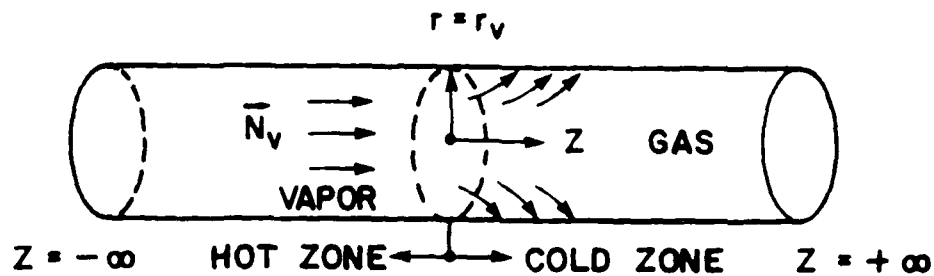 r = r_v
N_v
Z
GAS
VAPOR
Z = -∞
HOT ZONE
COLD ZONE
Z = +∞